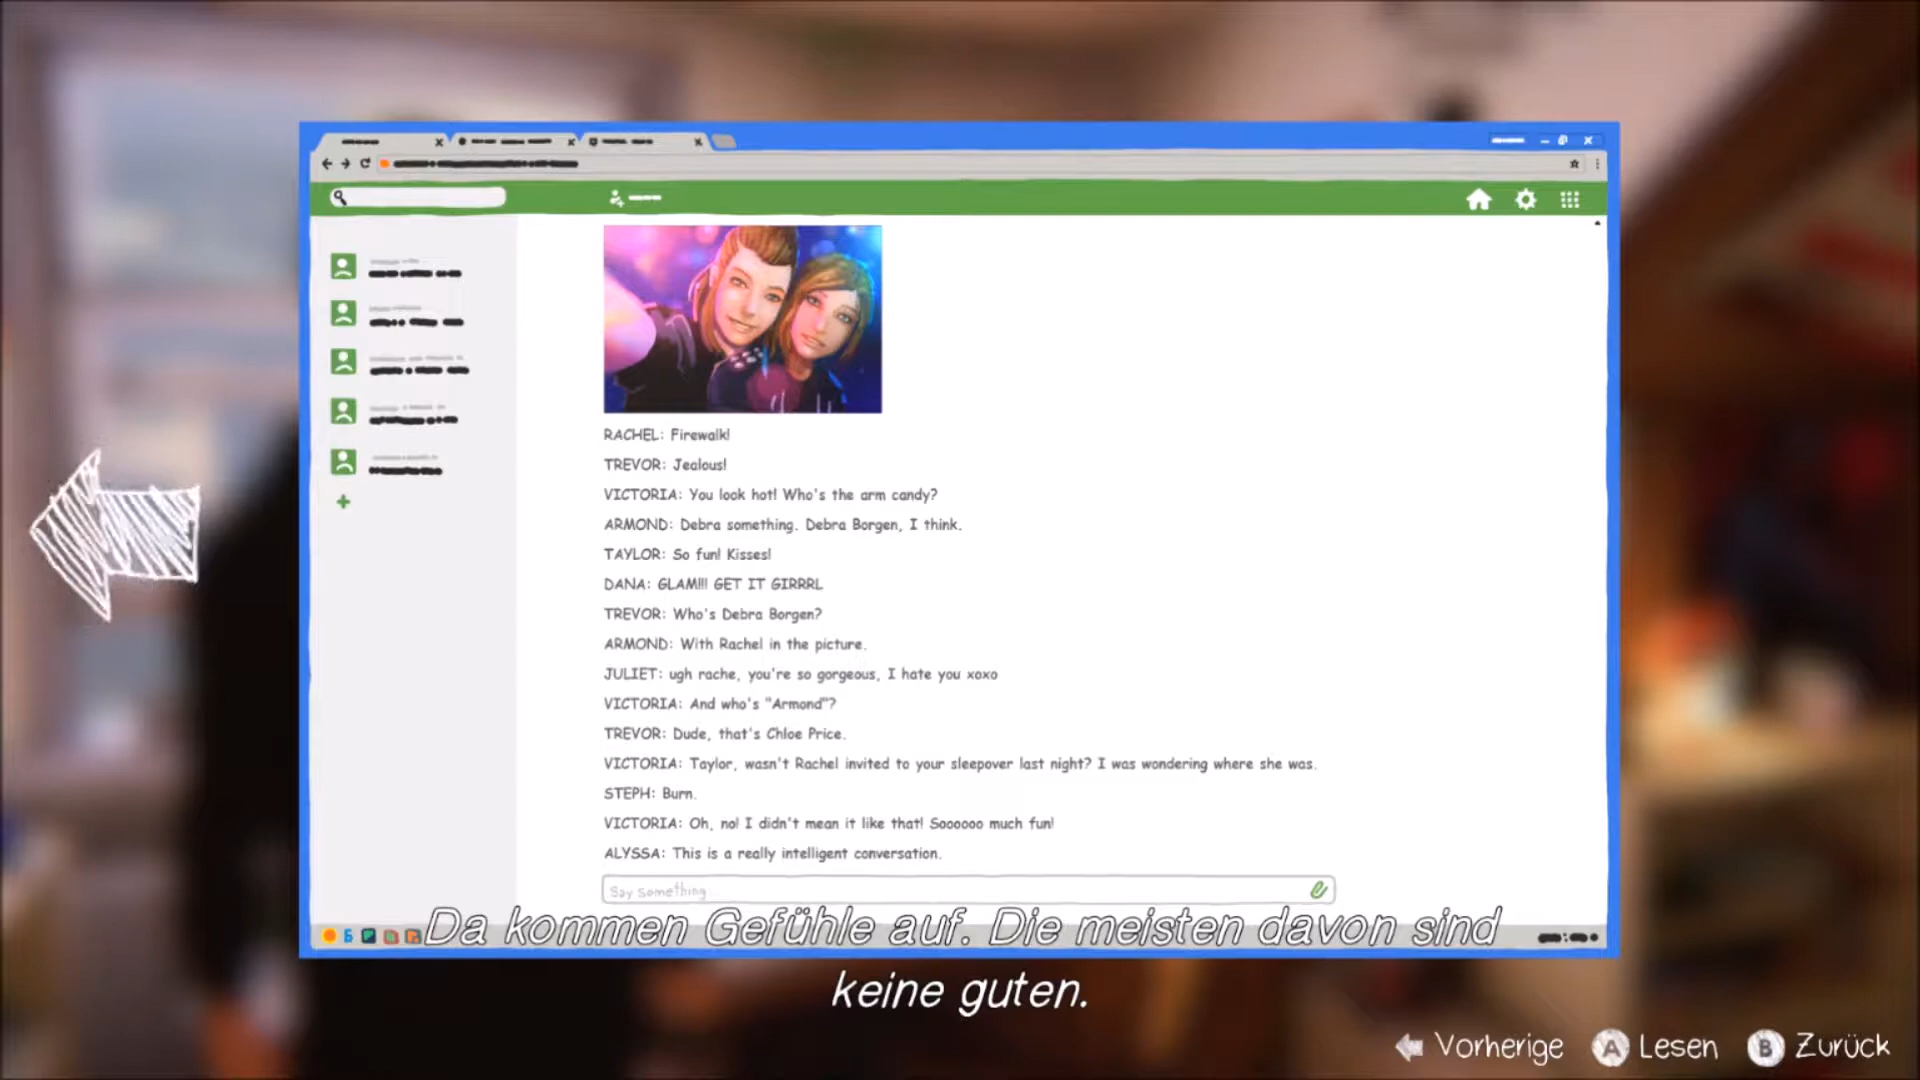 RACHEL: Firewalk!
TREVOR: Jealous!
VICTORIA: You look hot! Who's the arm candy?
ARMOND: Debra something. Debra Borgen, I think.
TAYLOR: So fun! Kisses!
DANA: GLAM!!! GET IT GIRRRL
TREVOR: Who's Debra Borgen?
ARMOND: With Rachel in the picture.
JULIET: ugh rache, you're so gorgeous, I hate you xoxo
VICTORIA: And who's "Armond"?
TREVOR: Dude, that's Chloe Price.
VICTORIA: Taylor, wasn't Rachel invited to your sleepover last night? I was wondering where she was.
STEPH: Burn.
VICTORIA: Oh, no! I didn't mean it like that! Soooooo much fun!
ALYSSA: This is a really intelligent conversation.
Say something...
Da kommen Gefühle auf. Die meisten davon sind
keine guten.
Vorherige A Lesen B Zurück